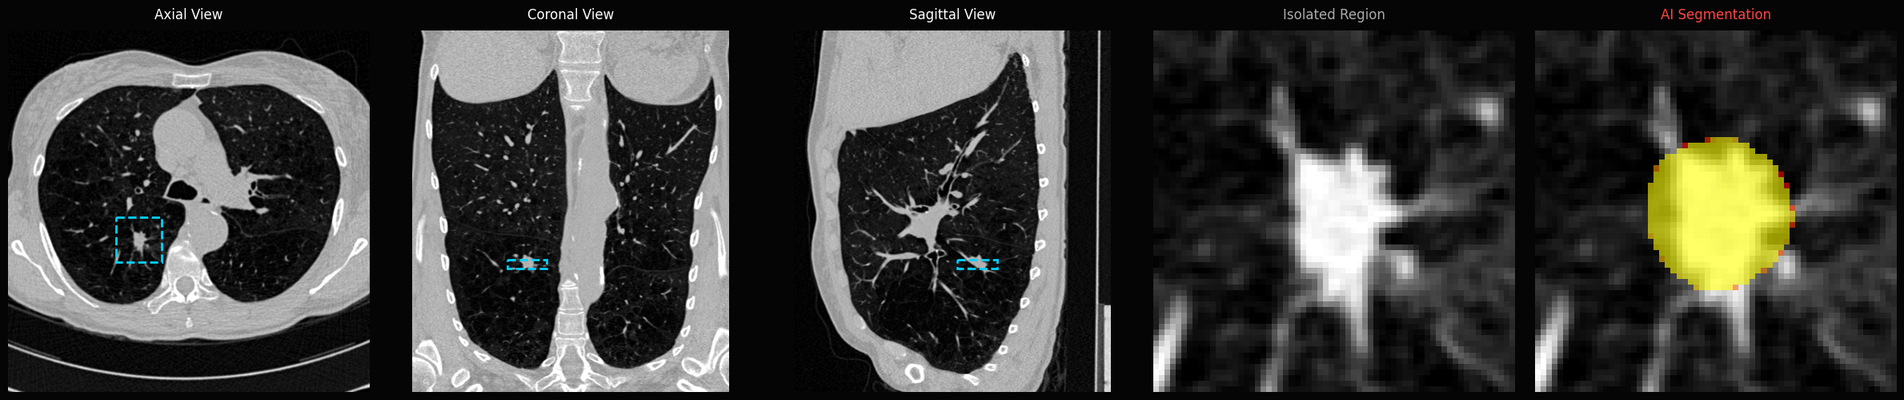 Axial View
Coronal View
Sagittal View
Isolated Region
AI Segmentation